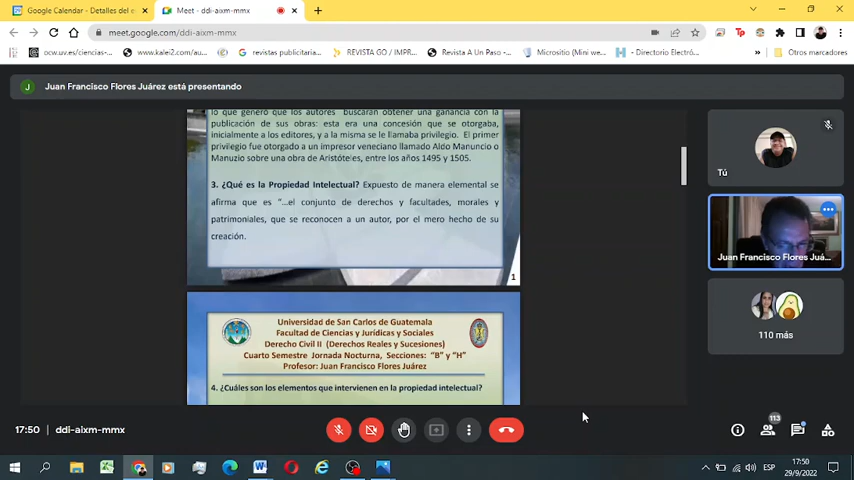 Google Calendar - Detalles del e
Meet - ddi-aixm-mmx
meet.google.com/ddi-aixm-mmx
ocw.uv.es/ciencias-...
www.kalei2.com/au...
revistas publicitaria...
REVISTA GO / IMPR...
Revista A Un Paso -...
Micrositio (Mini we...
- Directorio Electró...
»
Otros marcadores
J
Juan Francisco Flores Juárez está presentando
lo que generó que los autores buscaran obtener una ganancia con la
publicación de sus obras: esta era una concesión que se otorgaba,
inicialmente a los editores, y a la misma se le llamaba privilegio. El primer
privilegio fue otorgado a un impresor veneciano llamado Aldo Manuncio o
Manuzio sobre una obra de Aristóteles, entre los años 1495 y 1505.
3. ¿Qué es la Propiedad Intelectual? Expuesto de manera elemental se
afirma que es "...el conjunto de derechos y facultades, morales y
patrimoniales, que se reconocen a un autor, por el mero hecho de su
creación.
1
Universidad de San Carlos de Guatemala
Facultad de Ciencias y Jurídicas y Sociales
Derecho Civil II (Derechos Reales y Sucesiones)
Cuarto Semestre Jornada Nocturna, Secciones: "B" y "H"
Profesor: Juan Francisco Flores Juárez
4. ¿Cuáles son los elementos que intervienen en la propiedad intelectual?
Tú
Juan Francisco Flores Juá...
110 más
17:50
ddi-aixm-mmx
113
ESP
17:50
29/9/2022